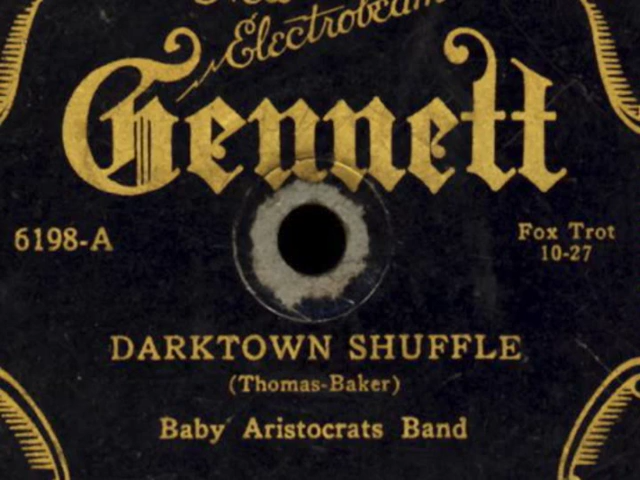 Electrobeam
Gennett
6198-A
Fox Trot
10-27
DARKTOWN SHUFFLE
(Thomas-Baker)
Baby Aristocrats Band